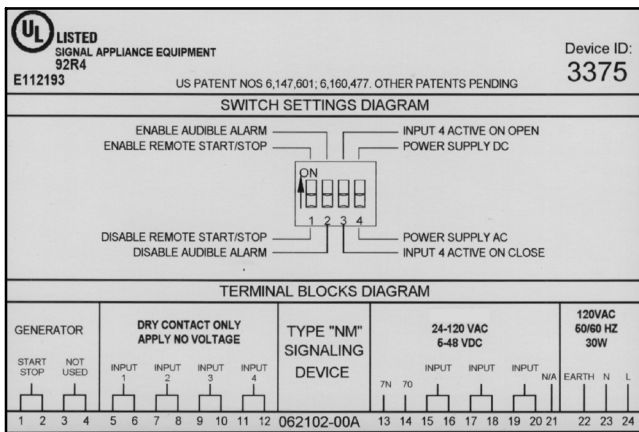 UL LISTED
SIGNAL APPLIANCE EQUIPMENT
92R4
E112193
US PATENT NOS 6,147,601; 6,160,477. OTHER PATENTS PENDING
Device ID:
3375
SWITCH SETTINGS DIAGRAM
ENABLE AUDIBLE ALARM
INPUT 4 ACTIVE ON OPEN
ENABLE REMOTE START/STOP
POWER SUPPLY DC
ON
1 2 3 4
DISABLE REMOTE START/STOP
POWER SUPPLY AC
DISABLE AUDIBLE ALARM
INPUT 4 ACTIVE ON CLOSE
TERMINAL BLOCKS DIAGRAM
GENERATOR
START STOP
NOT USED
DRY CONTACT ONLY
APPLY NO VOLTAGE
INPUT 1
INPUT 2
INPUT 3
INPUT 4
TYPE "NM"
SIGNALING
DEVICE
24-120 VAC
6-48 VDC
7N 70 INPUT INPUT INPUT N/A
120VAC
50/60 HZ
30W
EARTH N L
1 2 3 4 5 6 7 8 9 10 11 12 062102-00A 13 14 15 16 17 18 19 20 21 22 23 24